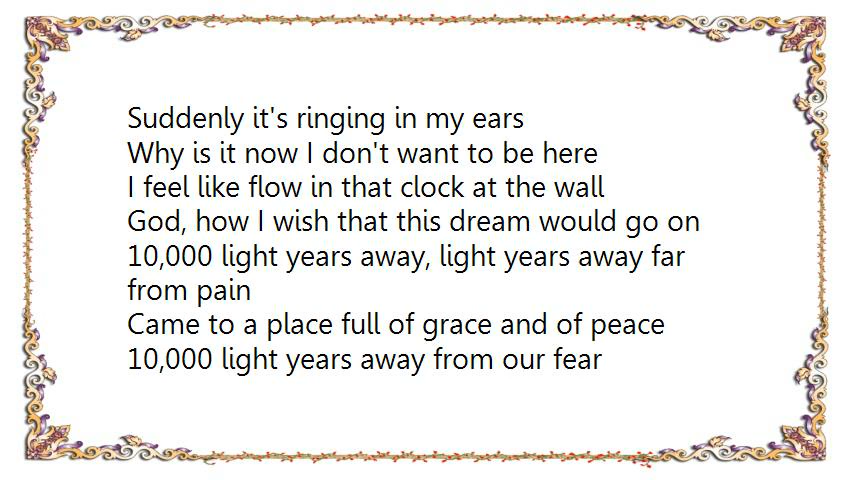 Suddenly it's ringing in my ears
Why is it now I don't want to be here
I feel like flow in that clock at the wall
God, how I wish that this dream would go on
10,000 light years away, light years away far
from pain
Came to a place full of grace and of peace
10,000 light years away from our fear